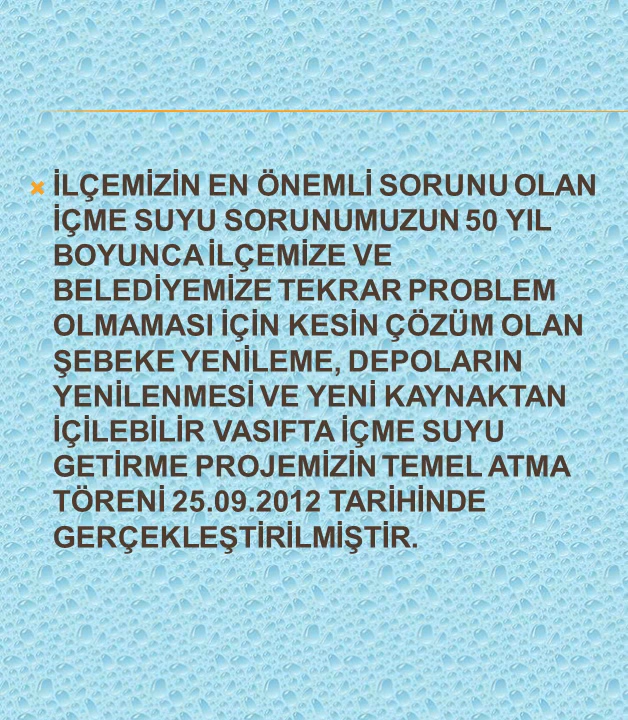 İLÇEMİZİN EN ÖNEMLİ SORUNU OLAN
İÇME SUYU SORUNUMUZUN 50 YIL
BOYUNCA İLÇEMİZE VE
BELEDİYEMİZE TEKRAR PROBLEM
OLMAMASI İÇİN KESİN ÇÖZÜM OLAN
ŞEBEKE YENİLEME, DEPOLARIN
YENİLENMESİ VE YENİ KAYNAKTAN
İÇİLEBİLİR VASIFTA İÇME SUYU
GETİRME PROJEMİZİN TEMEL ATMA
TÖRENİ 25.09.2012 TARİHİNDE
GERÇEKLEŞTİRİLMİŞTİR.